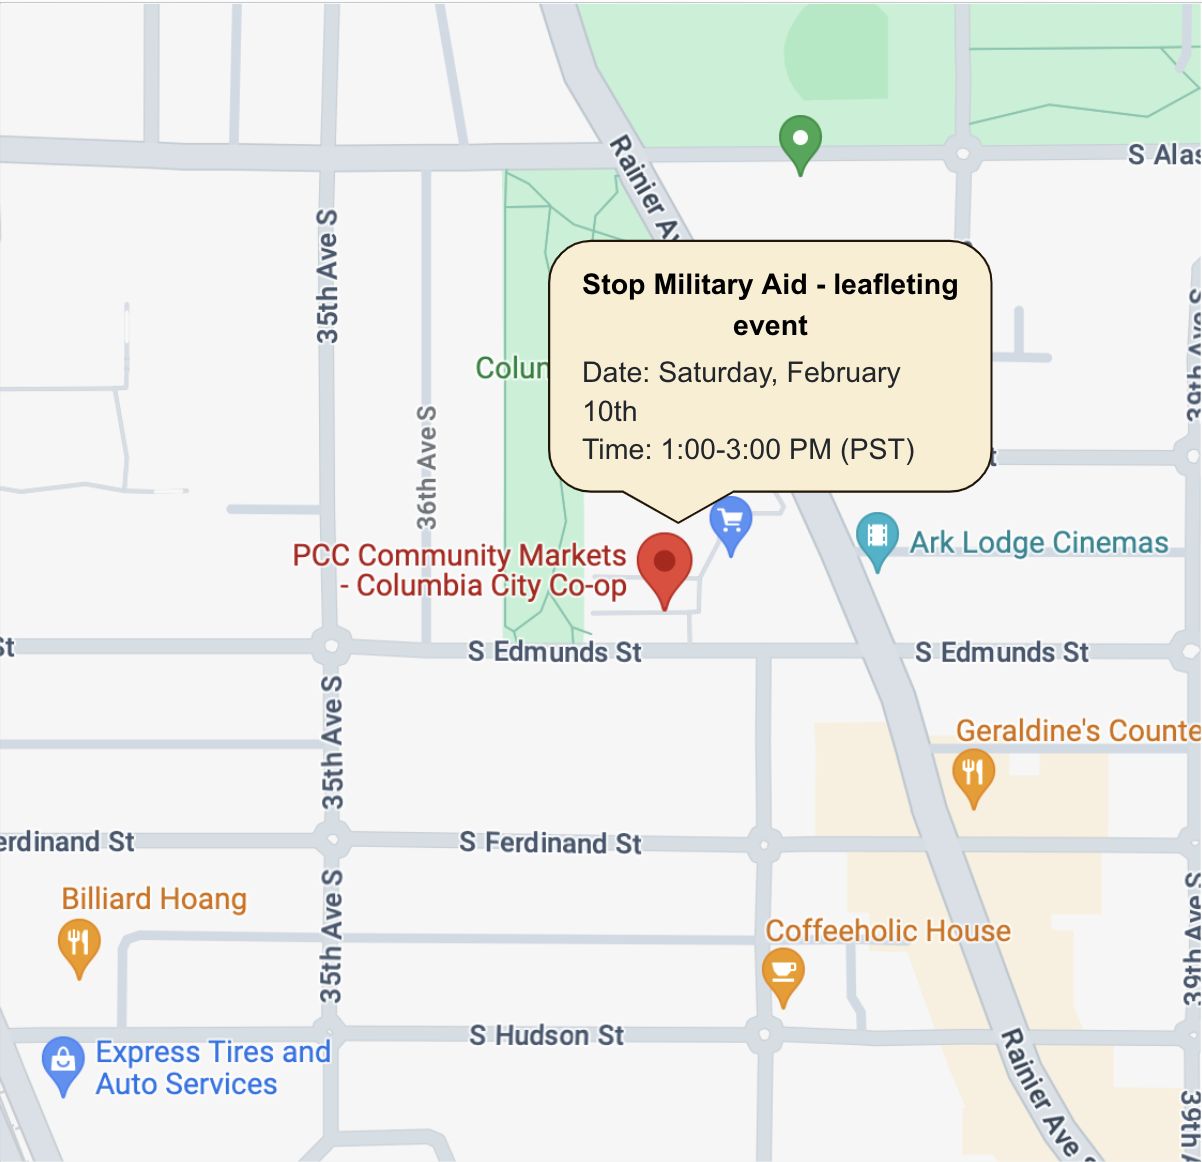 Rainier Av
S Alas
35th Ave S
Stop Military Aid - leafleting
event
Date: Saturday, February
10th
Time: 1:00-3:00 PM (PST)
39th Ave S
Colum
36th Ave S
PCC Community Markets
- Columbia City Co-op
Ark Lodge Cinemas
St
S Edmunds St
S Edmunds St
35th Ave S
Geraldine's Counte
erdinand St
S Ferdinand St
Billiard Hoang
35th Ave S
Coffeeholic House
39th Ave S
S Hudson St
Express Tires and
Auto Services
Rainier Ave S
39th A